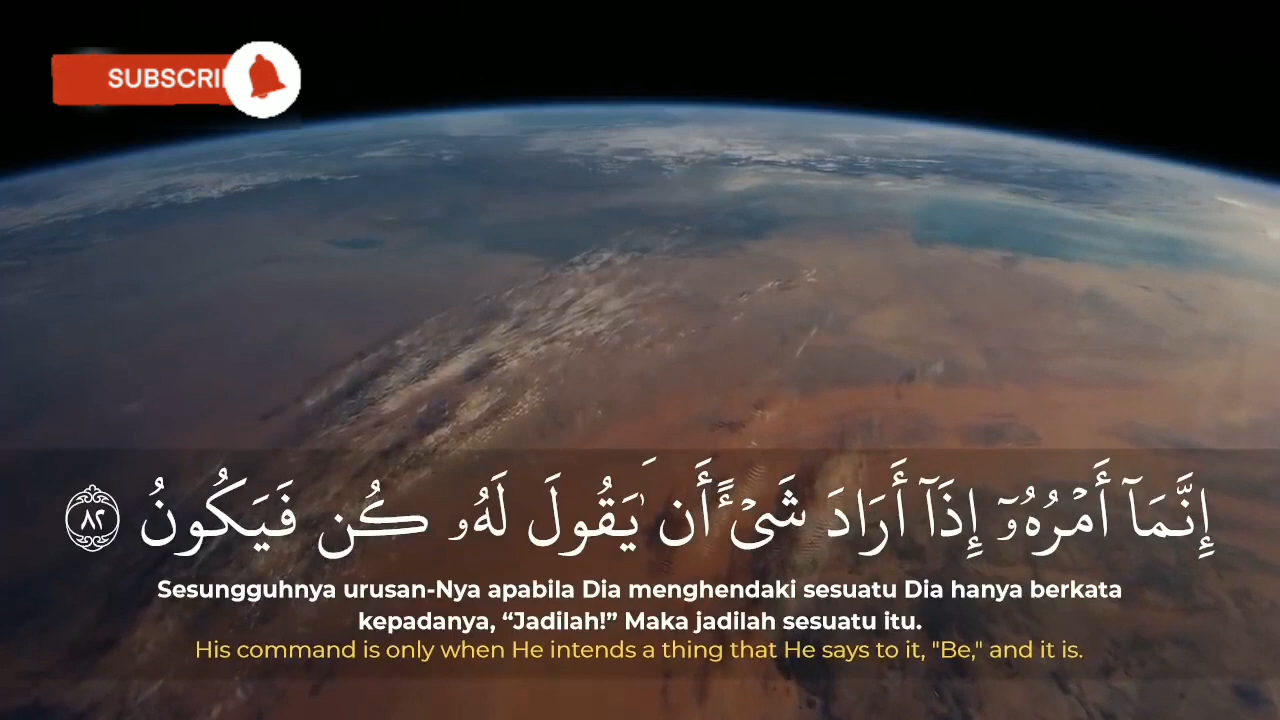 SUBSCRI
إِنَّمَآ أَمْرُهُۥٓ إِذَآ أَرَادَ شَىْـًٔا أَن يَقُولَ لَهُۥ كُن فَيَكُونُ ٨٢
Sesungguhnya urusan-Nya apabila Dia menghendaki sesuatu Dia hanya berkata
kepadanya, “Jadilah!” Maka jadilah sesuatu itu.
His command is only when He intends a thing that He says to it, "Be," and it is.